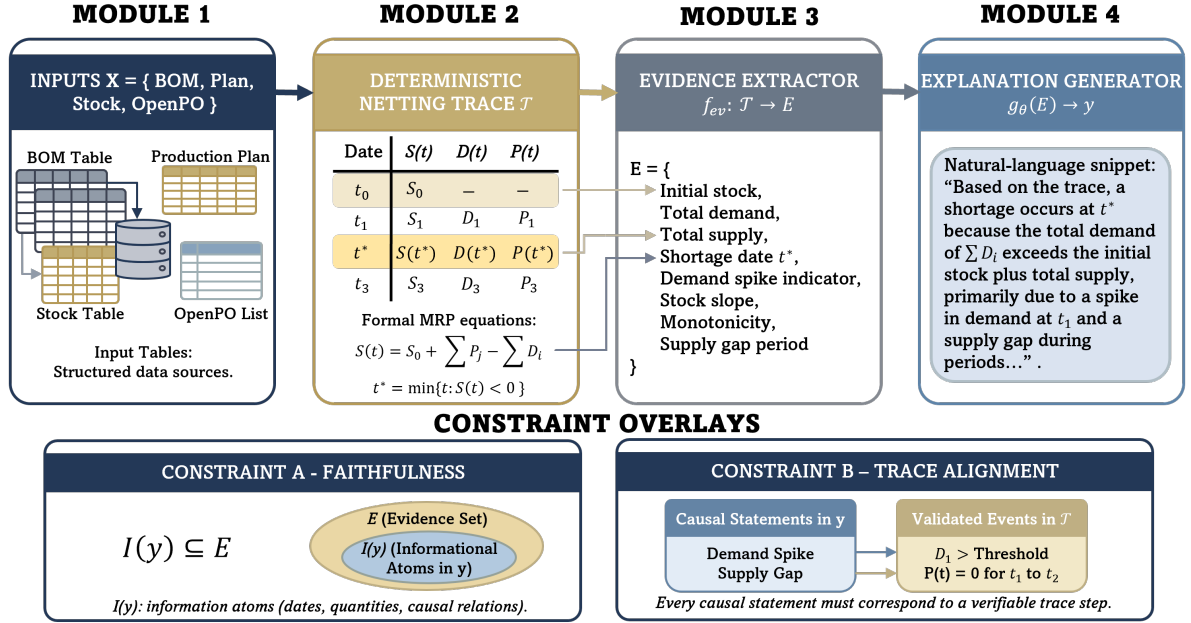 MODULE 1
INPUTS X = { BOM, Plan,
Stock, OpenPO }
BOM Table
Production Plan
Stock Table
OpenPO List
Input Tables:
Structured data sources.
MODULE 2
DETERMINISTIC
NETTING TRACE 𝒯
Date S(t) D(t) P(t)
t₀ S₀ – –
t₁ S₁ D₁ P₁
t* S(t*) D(t*) P(t*)
t₃ S₃ D₃ P₃
Formal MRP equations:
S(t) = S₀ + ∑ Pⱼ − ∑ Dᵢ
t* = min{t: S(t) < 0 }
MODULE 3
EVIDENCE EXTRACTOR
f_ev: 𝒯 → E
E = {
Initial stock,
Total demand,
Total supply,
Shortage date t*,
Demand spike indicator,
Stock slope,
Monotonicity,
Supply gap period
}
MODULE 4
EXPLANATION GENERATOR
g_θ(E) → y
Natural-language snippet:
“Based on the trace, a
shortage occurs at t*
because the total demand
of ∑ Dᵢ exceeds the initial
stock plus total supply,
primarily due to a spike
in demand at t₁ and a
supply gap during
periods…” .
CONSTRAINT OVERLAYS
CONSTRAINT A - FAITHFULNESS
I(y) ⊆ E
E (Evidence Set)
I(y) (Informational
Atoms in y)
I(y): information atoms (dates, quantities, causal relations).
CONSTRAINT B – TRACE ALIGNMENT
Causal Statements in y
Demand Spike
Supply Gap
Validated Events in 𝒯
D₁ > Threshold
P(t) = 0 for t₁ to t₂
Every causal statement must correspond to a verifiable trace step.